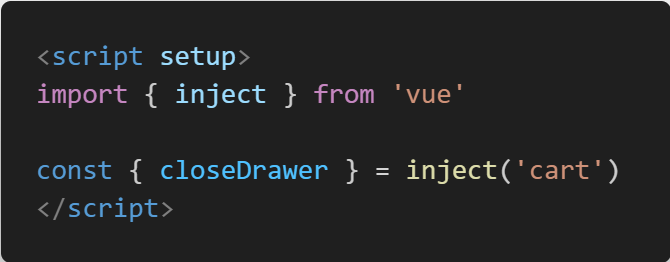 <script setup>
import { inject } from 'vue'
const { closeDrawer } = inject('cart')
</script>